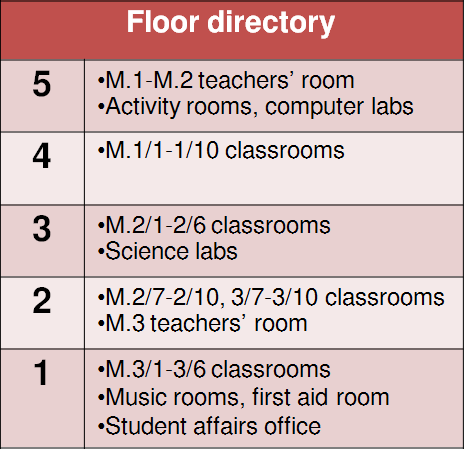 Floor directory
5
•M.1-M.2 teachers’ room
•Activity rooms, computer labs
4
•M.1/1-1/10 classrooms
3
•M.2/1-2/6 classrooms
•Science labs
2
•M.2/7-2/10, 3/7-3/10 classrooms
•M.3 teachers’ room
1
•M.3/1-3/6 classrooms
•Music rooms, first aid room
•Student affairs office